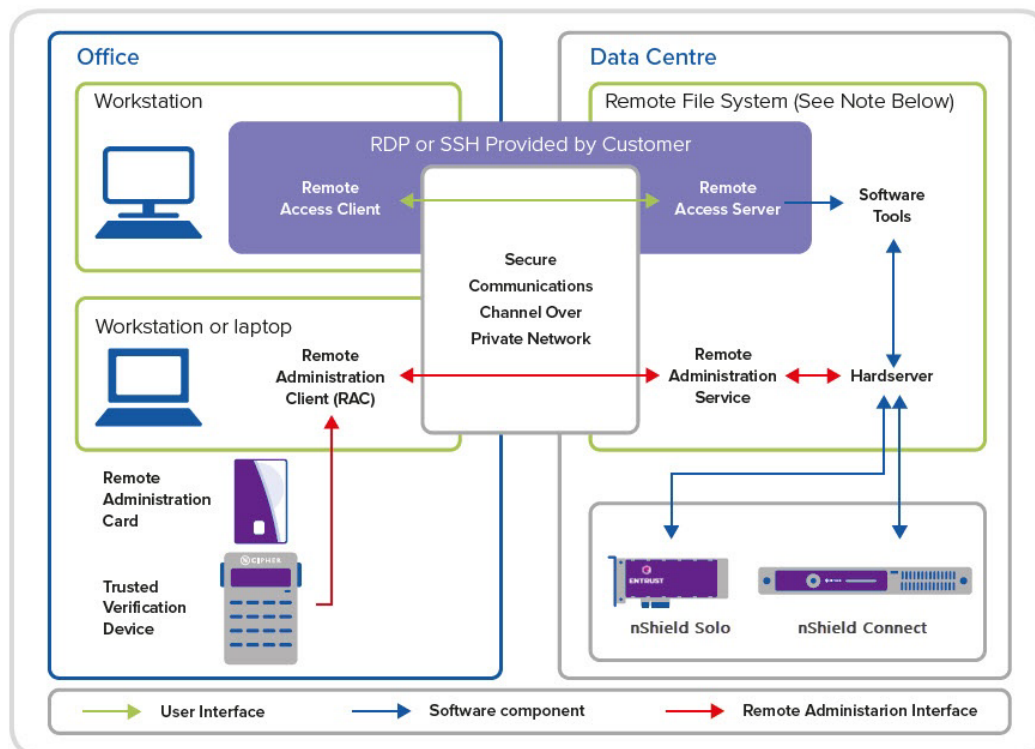 Office
Data Centre
Workstation
Remote File System (See Note Below)
RDP or SSH Provided by Customer
Remote
Access Client
Remote
Access Server
Software
Tools
Secure
Communications
Channel Over
Private Network
Workstation or laptop
Remote
Administration
Client (RAC)
Remote
Administration
Service
Hardserver
Remote
Administration
Card
NCIPHER
Trusted
Verification
Device
ENTRUST
nShield Solo
nShield Connect
User Interface
Software component
Remote Administarion Interface